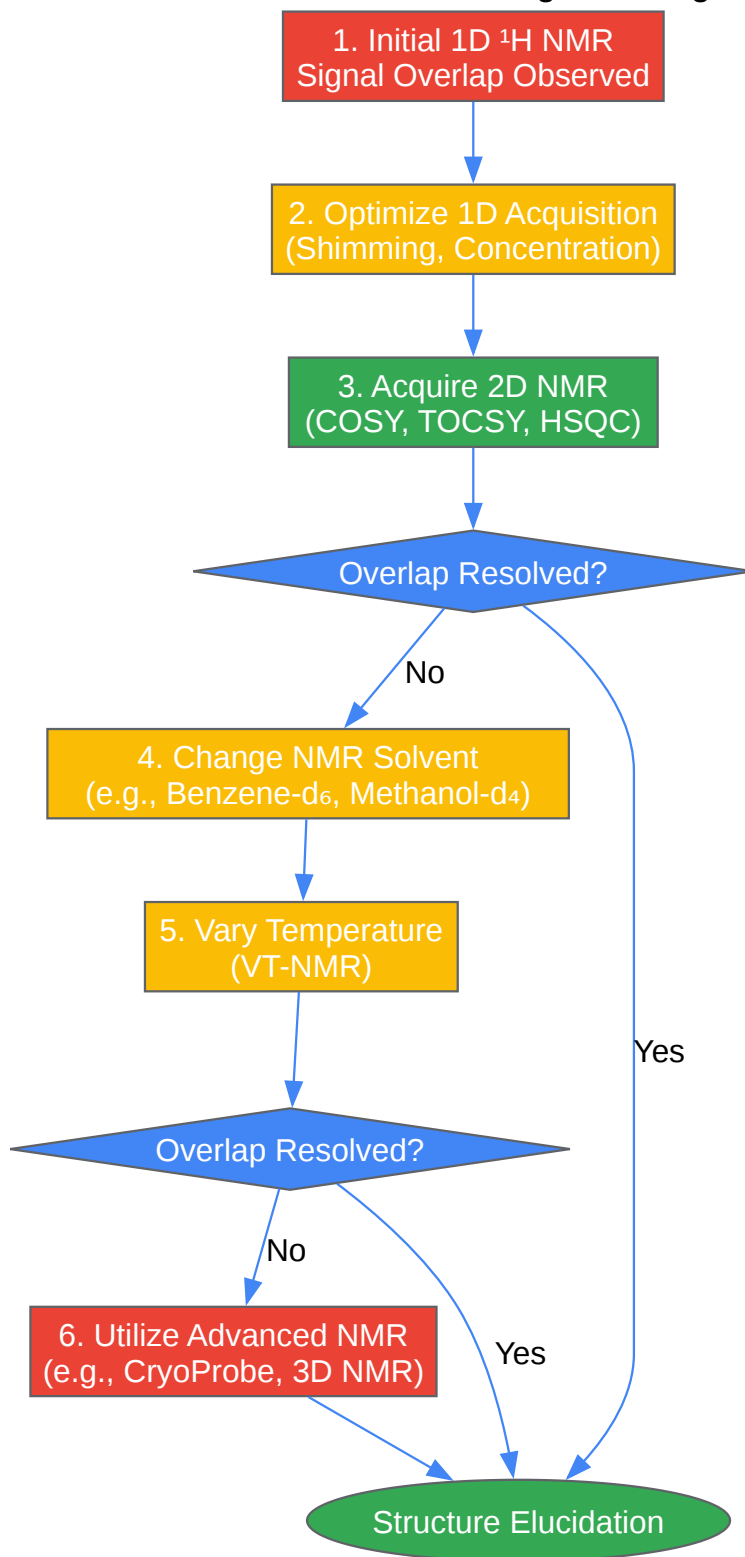 1. Initial 1D ¹H NMR
Signal Overlap Observed
2. Optimize 1D Acquisition
(Shimming, Concentration)
3. Acquire 2D NMR
(COSY, TOCSY, HSQC)
Overlap Resolved?
No
4. Change NMR Solvent
(e.g., Benzene-d₆, Methanol-d₄)
5. Vary Temperature
(VT-NMR)
Yes
Overlap Resolved?
No
6. Utilize Advanced NMR
(e.g., CryoProbe, 3D NMR)
Yes
Structure Elucidation